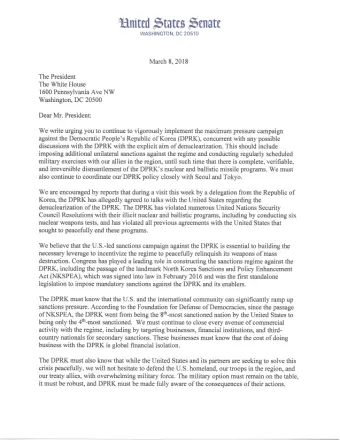 United States Senate
WASHINGTON, DC 20510
March 8, 2018
The President
The White House
1600 Pennsylvania Ave NW
Washington, DC 20500
Dear Mr. President:
We write urging you to continue to vigorously implement the maximum pressure campaign
against the Democratic People's Republic of Korea (DPRK), concurrent with any possible
discussions with the DPRK with the explicit aim of denuclearization. This should include
imposing additional unilateral sanctions against the regime and conducting regularly scheduled
military exercises with our allies in the region, until such time that there is complete, verifiable,
and irreversible dismantlement of the DPRK's nuclear and ballistic missile programs. We must
also continue to coordinate our DPRK policy closely with Seoul and Tokyo.
We are encouraged by reports that during a visit this week by a delegation from the Republic of
Korea, the DPRK has allegedly agreed to talks with the United States regarding the
denuclearization of the DPRK. The DPRK has violated numerous United Nations Security
Council Resolutions with their illicit nuclear and ballistic programs, including by conducting six
nuclear weapons tests, and has violated all previous agreements with the United States that
sought to peacefully end these programs.
We believe that the U.S.-led sanctions campaign against the DPRK is essential to building the
necessary leverage to incentivize the regime to peacefully relinquish its weapons of mass
destruction. Congress has played a leading role in constructing the sanctions regime against the
DPRK, including the passage of the landmark North Korea Sanctions and Policy Enhancement
Act (NKSPEA), which was signed into law in February 2016 and was the first standalone
legislation to impose mandatory sanctions against the DPRK and its enablers.
The DPRK must know that the U.S. and the international community can significantly ramp up
sanctions pressure. According to the Foundation for Defense of Democracies, since the passage
of NKSPEA, the DPRK went from being the 8th-most sanctioned nation by the United States to
being only the 4th-most. We must continue to close every avenue of commercial
activity with the regime, including by targeting businesses, financial institutions, and third-
country nationals for secondary sanctions. These businesses must know that the cost of doing
business with the DPRK is global financial isolation.
The DPRK must also know that while the United States and its partners are seeking to solve this
crisis peacefully, we will not hesitate to defend the U.S. homeland, our troops in the region, and
our treaty allies, with overwhelming military force. The military option must remain on the table,
it must be robust, and DPRK must be made fully aware of the consequences of their actions.